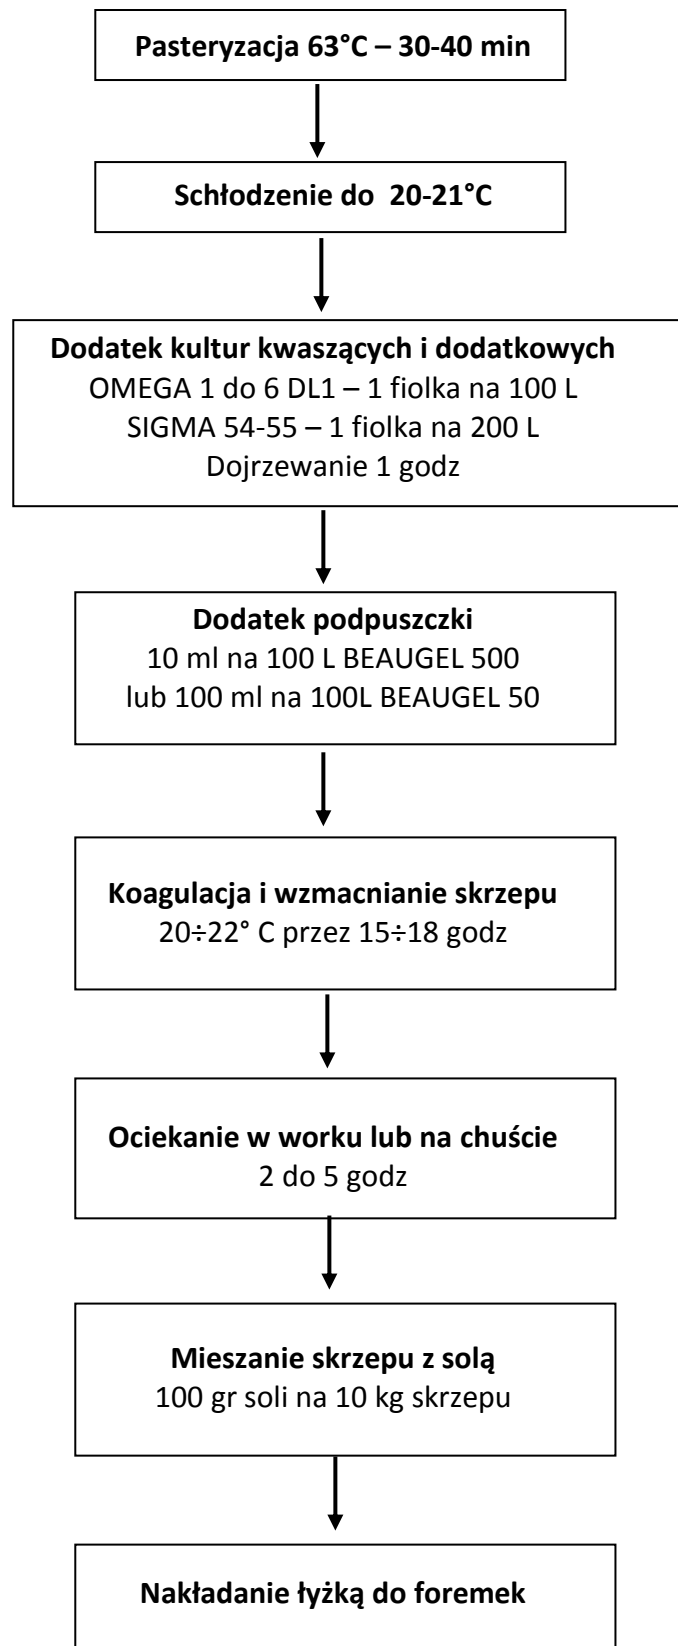 Pasteryzacja 63°C – 30-40 min
Schłodzenie do  20-21°C
Dodatek kultur kwaszących i dodatkowych
OMEGA 1 do 6 DL1 – 1 fiolka na 100 L
SIGMA 54-55 – 1 fiolka na 200 L
Dojrzewanie 1 godz
Dodatek podpuszczki
10 ml na 100 L BEAUGEL 500
lub 100 ml na 100L BEAUGEL 50
Koagulacja i wzmacnianie skrzepu
20÷22° C przez 15÷18 godz
Ociekanie w worku lub na chuście
2 do 5 godz
Mieszanie skrzepu z solą
100 gr soli na 10 kg skrzepu
Nakładanie łyżką do foremek